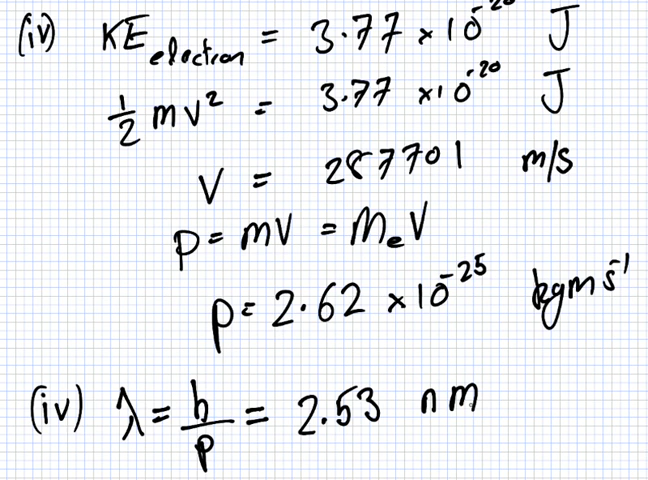 (iv) KE electron = 3.77 × 10⁻²⁰ J
½ mv² = 3.77 × 10⁻²⁰ J
V = 287701 m/s
p = mV = MₑV
p = 2.62 × 10⁻²⁵ kgms⁻¹
(iv) λ = h/p = 2.53 nm